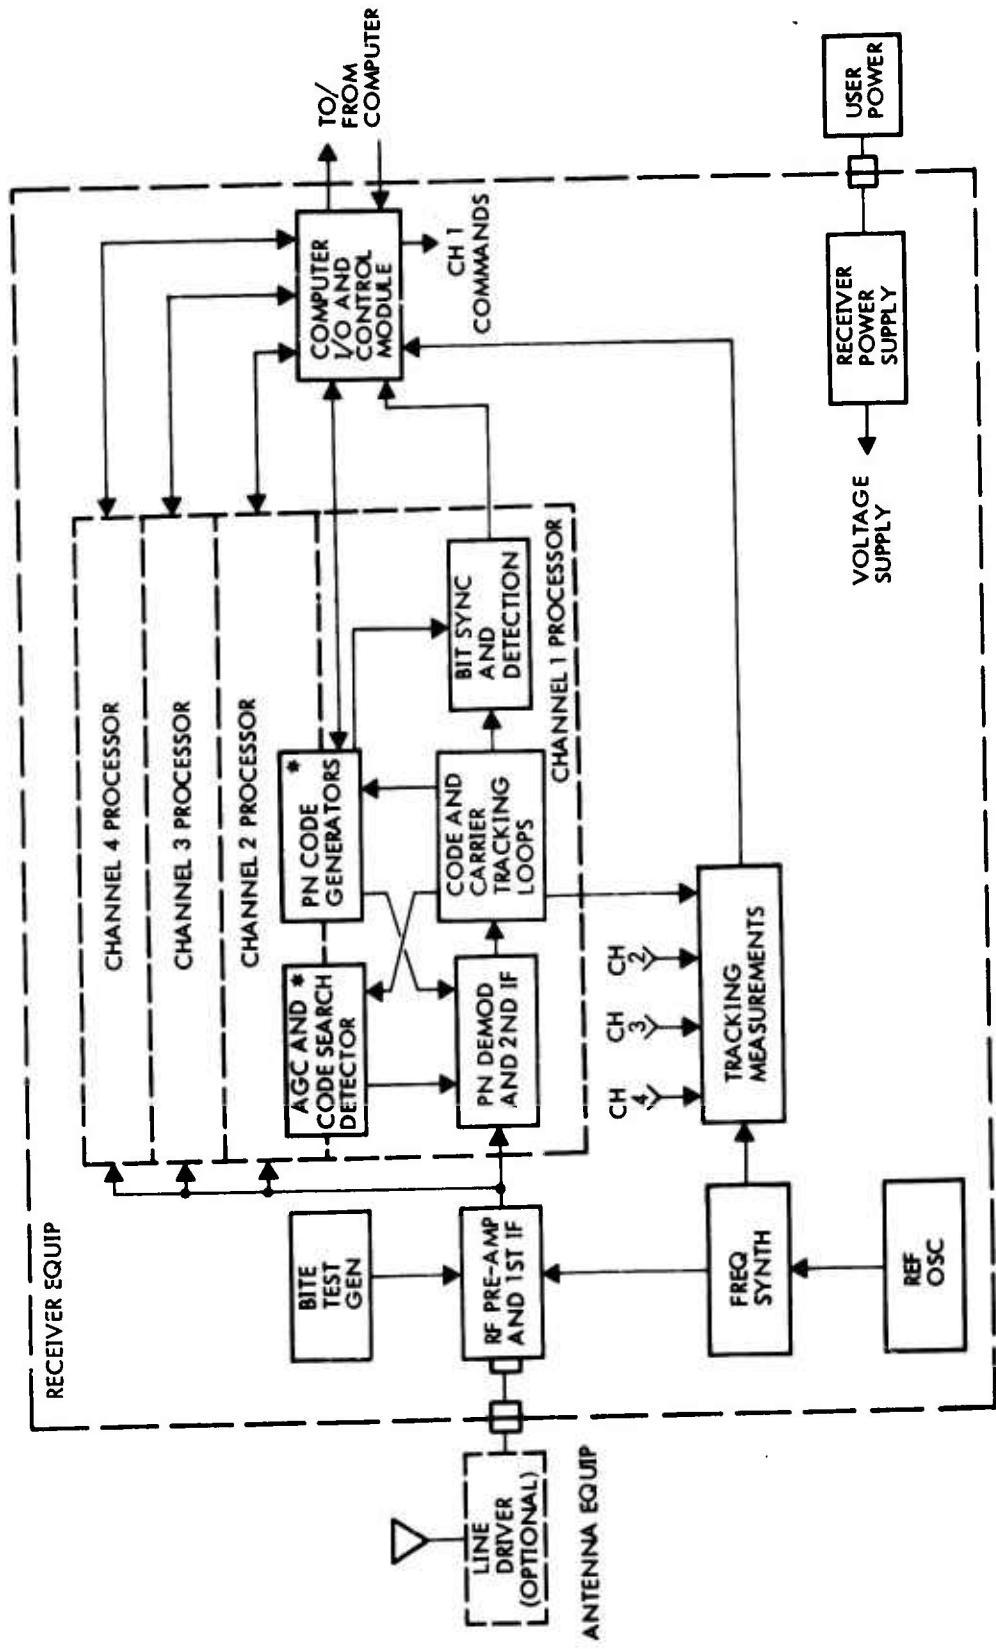 RECEIVER EQUIP
CHANNEL 4 PROCESSOR
CHANNEL 3 PROCESSOR
CHANNEL 2 PROCESSOR
AGC AND *
CODE SEARCH
DETECTOR
PN CODE *
GENERATORS
COMPUTER
I/O AND
CONTROL
MODULE
TO/
FROM
COMPUTER
CH 1
COMMANDS
BITE
TEST
GEN
LINE
DRIVER
(OPTIONAL)
ANTENNA EQUIP
RF PRE-AMP
AND 1ST IF
PN DEMOD
AND 2ND IF
CODE AND
CARRIER
TRACKING
LOOPS
BIT SYNC
AND
DETECTION
CHANNEL 1 PROCESSOR
CH
4
CH
3
CH
2
FREQ
SYNTH
TRACKING
MEASUREMENTS
REF
OSC
VOLTAGE
SUPPLY
RECEIVER
POWER
SUPPLY
USER
POWER